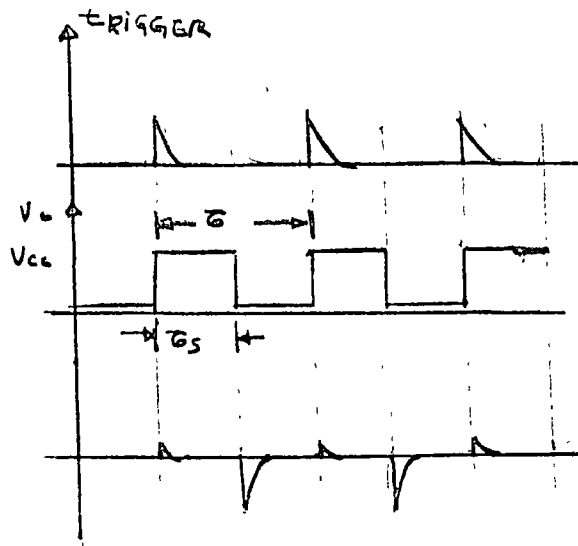 tRiGGER
Vo
τ
Vcc
τs